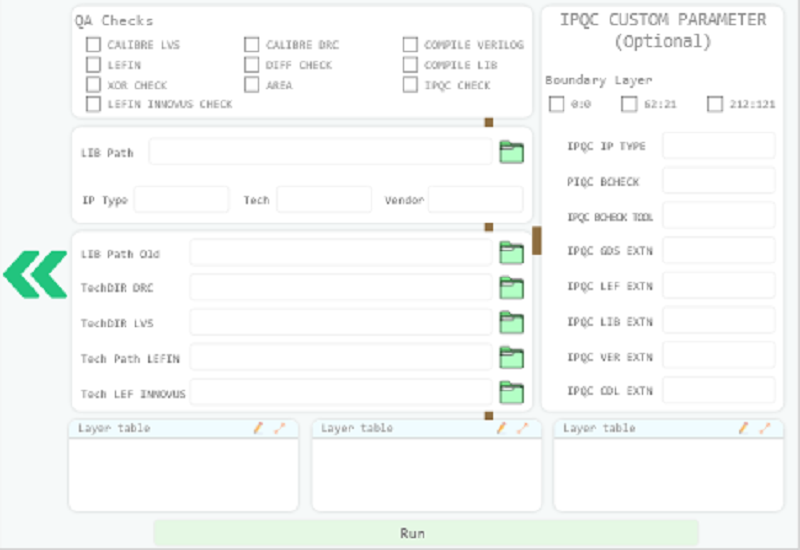 QA Checks
CALIBRE LVS
CALIBRE DRC
COMPILE VERILOG
LEFIN
DIFF CHECK
COMPILE LIB
XOR CHECK
AREA
IPQC CHECK
LEFIN INNOVUS CHECK
LIB Path
IP Type
Tech
Vendor
LIB Path Old
TechDIR DRC
TechDIR LVS
Tech Path LEFIN
Tech LEF INNOVUS
IPQC CUSTOM PARAMETER
(Optional)
Boundary Layer
0:0
62:21
212:121
IPQC IP TYPE
PIQC BCHECK
IPQC BCHECK TOOL
IPQC GDS EXTN
IPQC LEF EXTN
IPQC LIB EXTN
IPQC VER EXTN
IPQC CDL EXTN
Layer table
Layer table
Layer table
Run